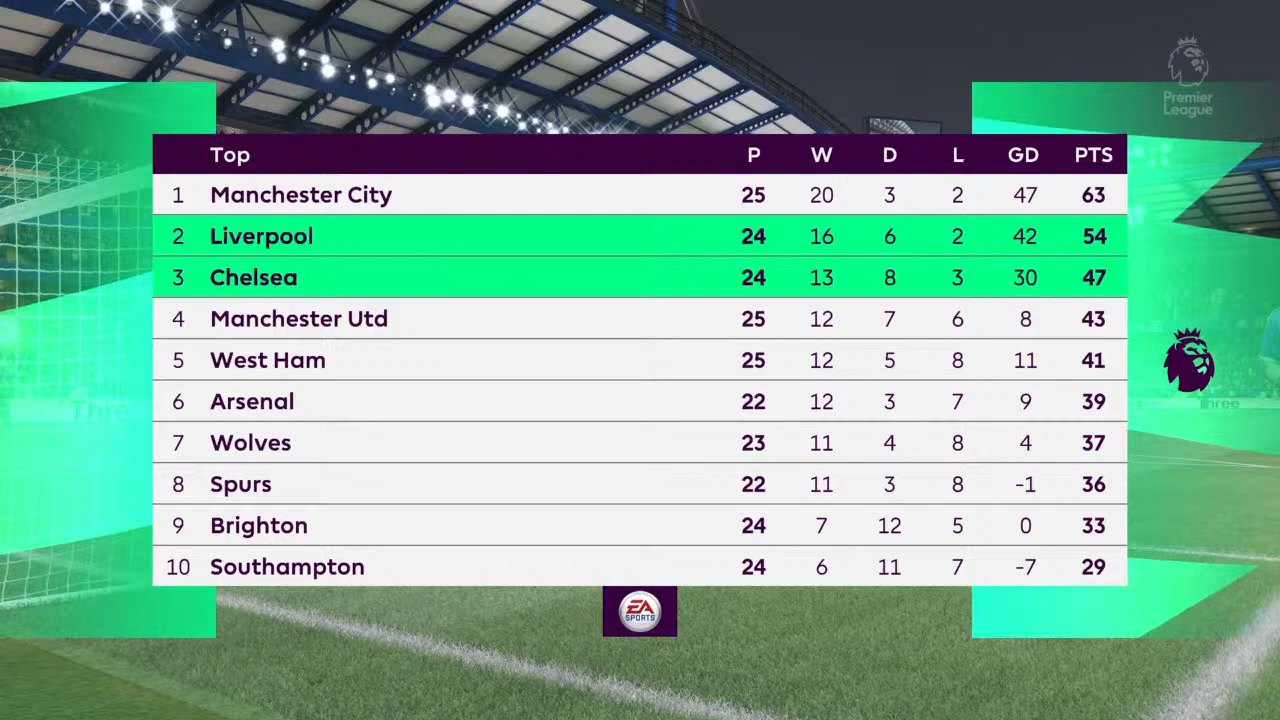 Premier
League
Top P W D L GD PTS
1 Manchester City 25 20 3 2 47 63
2 Liverpool 24 16 6 2 42 54
3 Chelsea 24 13 8 3 30 47
4 Manchester Utd 25 12 7 6 8 43
5 West Ham 25 12 5 8 11 41
6 Arsenal 22 12 3 7 9 39
7 Wolves 23 11 4 8 4 37
8 Spurs 22 11 3 8 -1 36
9 Brighton 24 7 12 5 0 33
10 Southampton 24 6 11 7 -7 29
Three
Three
EA
SPORTS